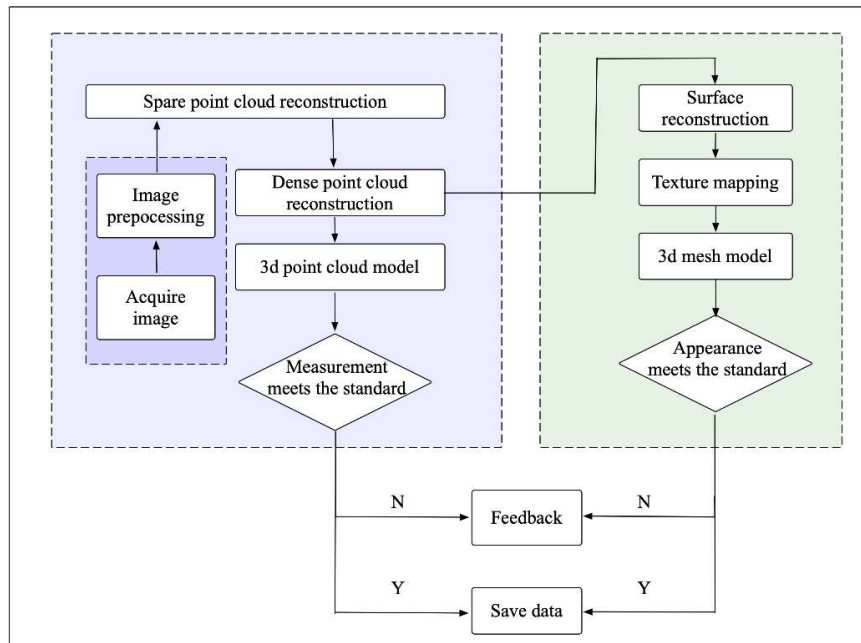 Spare point cloud reconstruction
Image
prepocessing
Acquire
image
Dense point cloud
reconstruction
3d point cloud model
Measurement
meets the standard
Surface
reconstruction
Texture mapping
3d mesh model
Appearance
meets the standard
N
Feedback
N
Y
Save data
Y